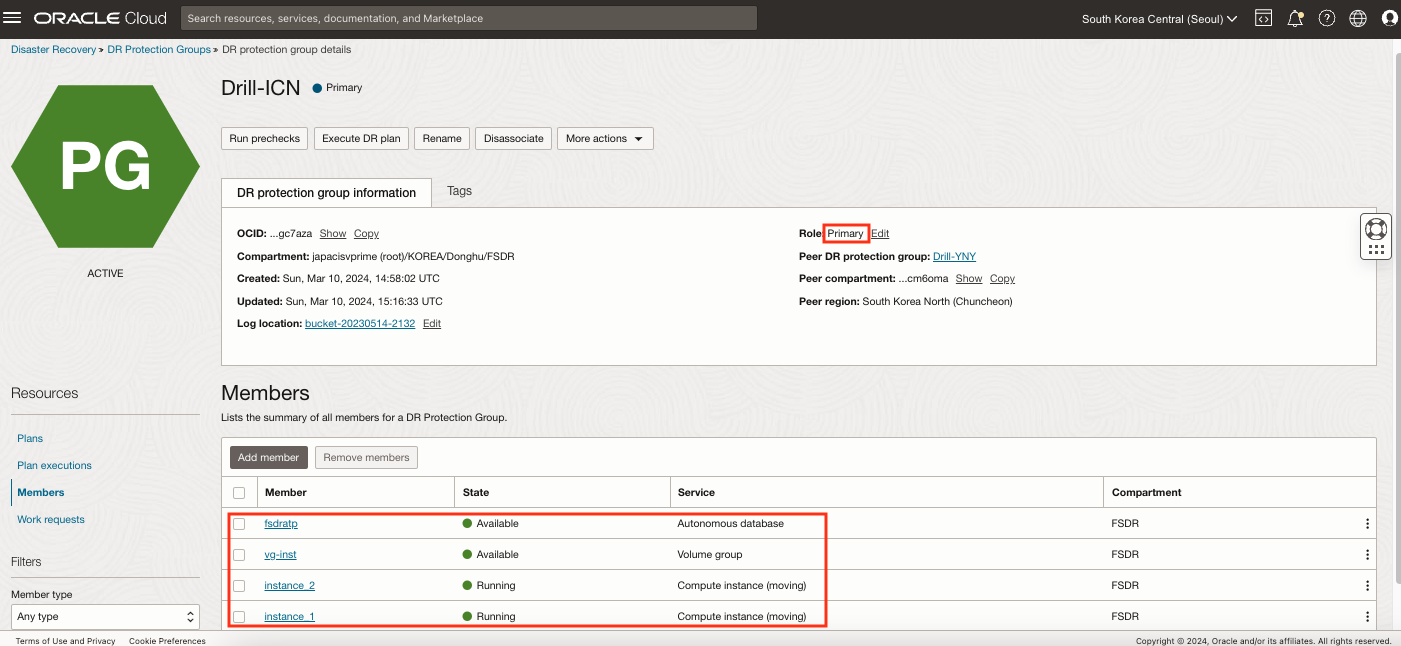 ORACLE Cloud
Search resources, services, documentation, and Marketplace
South Korea Central (Seoul)
Disaster Recovery » DR Protection Groups » DR protection group details
PG
ACTIVE
Drill-ICN
Primary
Run prechecks
Execute DR plan
Rename
Disassociate
More actions
DR protection group information
Tags
OCID: ...gc7aza Show Copy
Compartment: japacisvprime (root)/KOREA/Donghu/FSDR
Created: Sun, Mar 10, 2024, 14:58:02 UTC
Updated: Sun, Mar 10, 2024, 15:16:33 UTC
Log location: bucket-20230514-2132 Edit
Role: Primary Edit
Peer DR protection group: Drill-YNY
Peer compartment: ...cm6oma Show Copy
Peer region: South Korea North (Chuncheon)
Resources
Plans
Plan executions
Members
Work requests
Filters
Member type
Any type
Members
Lists the summary of all members for a DR Protection Group.
Add member
Remove members
Member State Service Compartment
fsdratp Available Autonomous database FSDR
vg-inst Available Volume group FSDR
instance_2 Running Compute instance (moving) FSDR
instance_1 Running Compute instance (moving) FSDR
Terms of Use and Privacy Cookie Preferences
Copyright © 2024, Oracle and/or its affiliates. All rights reserved.